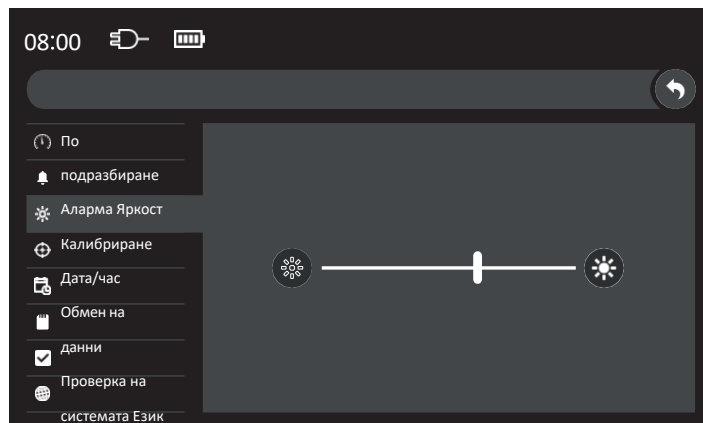 08:00
По
подразбиране
Аларма Яркост
Калибриране
Дата/час
Обмен на
данни
Проверка на
системата Език